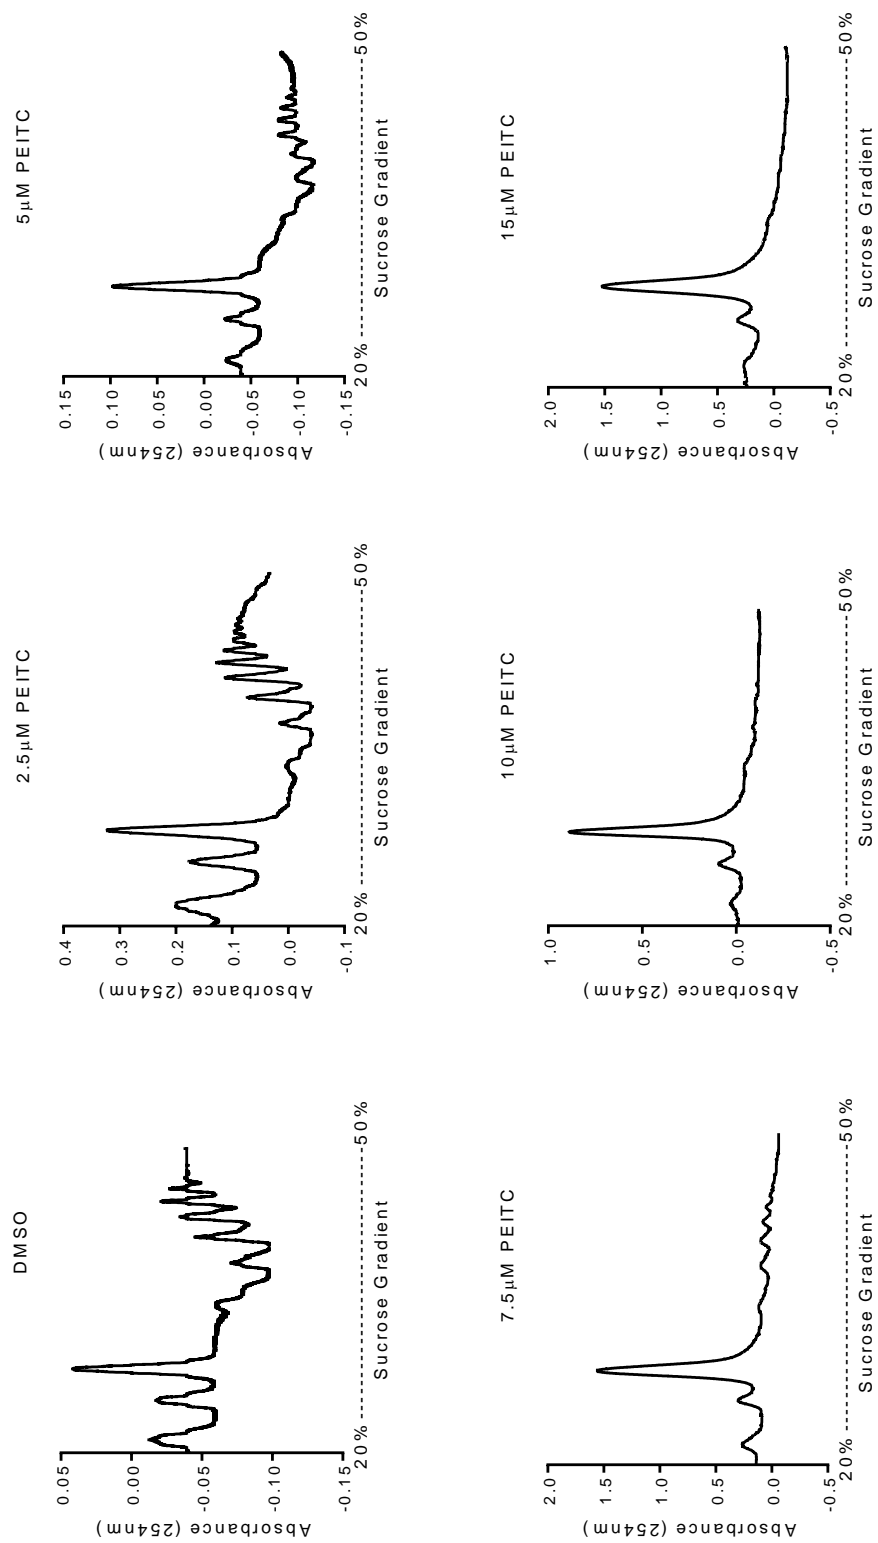 DMSO
Absorbance (254nm)
0.05
0.00
-0.05
-0.10
-0.15
20% --------------------------50%
Sucrose Gradient
2.5µM PEITC
Absorbance (254nm)
0.4
0.3
0.2
0.1
0.0
-0.1
20% --------------------------50%
Sucrose Gradient
5µM PEITC
Absorbance (254nm)
0.15
0.10
0.05
0.00
-0.05
-0.10
-0.15
20% --------------------------50%
Sucrose Gradient
7.5µM PEITC
Absorbance (254nm)
2.0
1.5
1.0
0.5
0.0
-0.5
20% --------------------------50%
Sucrose Gradient
10µM PEITC
Absorbance (254nm)
1.0
0.5
0.0
-0.5
20% --------------------------50%
Sucrose Gradient
15µM PEITC
Absorbance (254nm)
2.0
1.5
1.0
0.5
0.0
-0.5
20% --------------------------50%
Sucrose Gradient